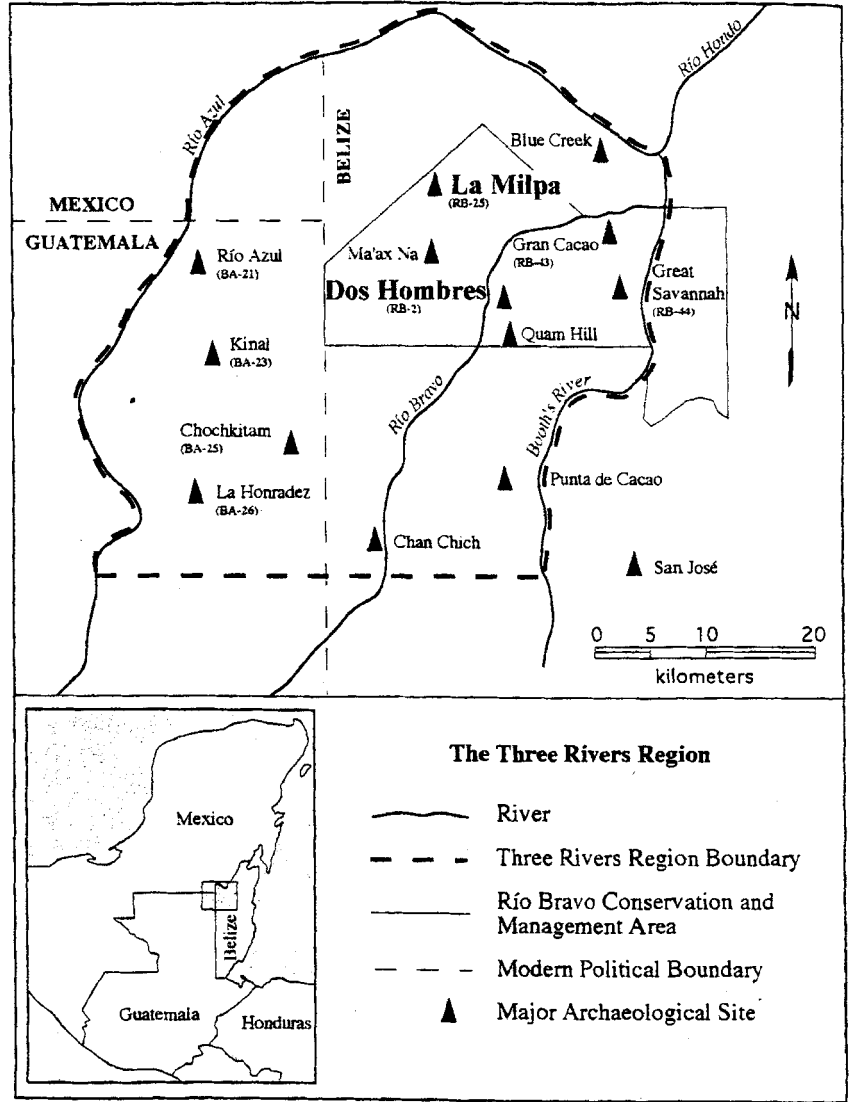 Río Hondo
Río Azul
BELIZE
Blue Creek
La Milpa
(RB-25)
MEXICO
GUATEMALA
Río Azul
(BA-21)
Ma'ax Na
Gran Cacao
(RB-43)
Great
Savannah
(RB-44)
Dos Hombres
(RB-2)
N
Quam Hill
Kinal
(BA-23)
Río Bravo
Booth's River
Chochkitam
(BA-25)
La Honradez
(BA-26)
Punta de Cacao
Chan Chich
San José
0 5 10 20
kilometers
Mexico
Belize
Guatemala
Honduras
The Three Rivers Region
River
Three Rivers Region Boundary
Río Bravo Conservation and
Management Area
Modern Political Boundary
Major Archaeological Site